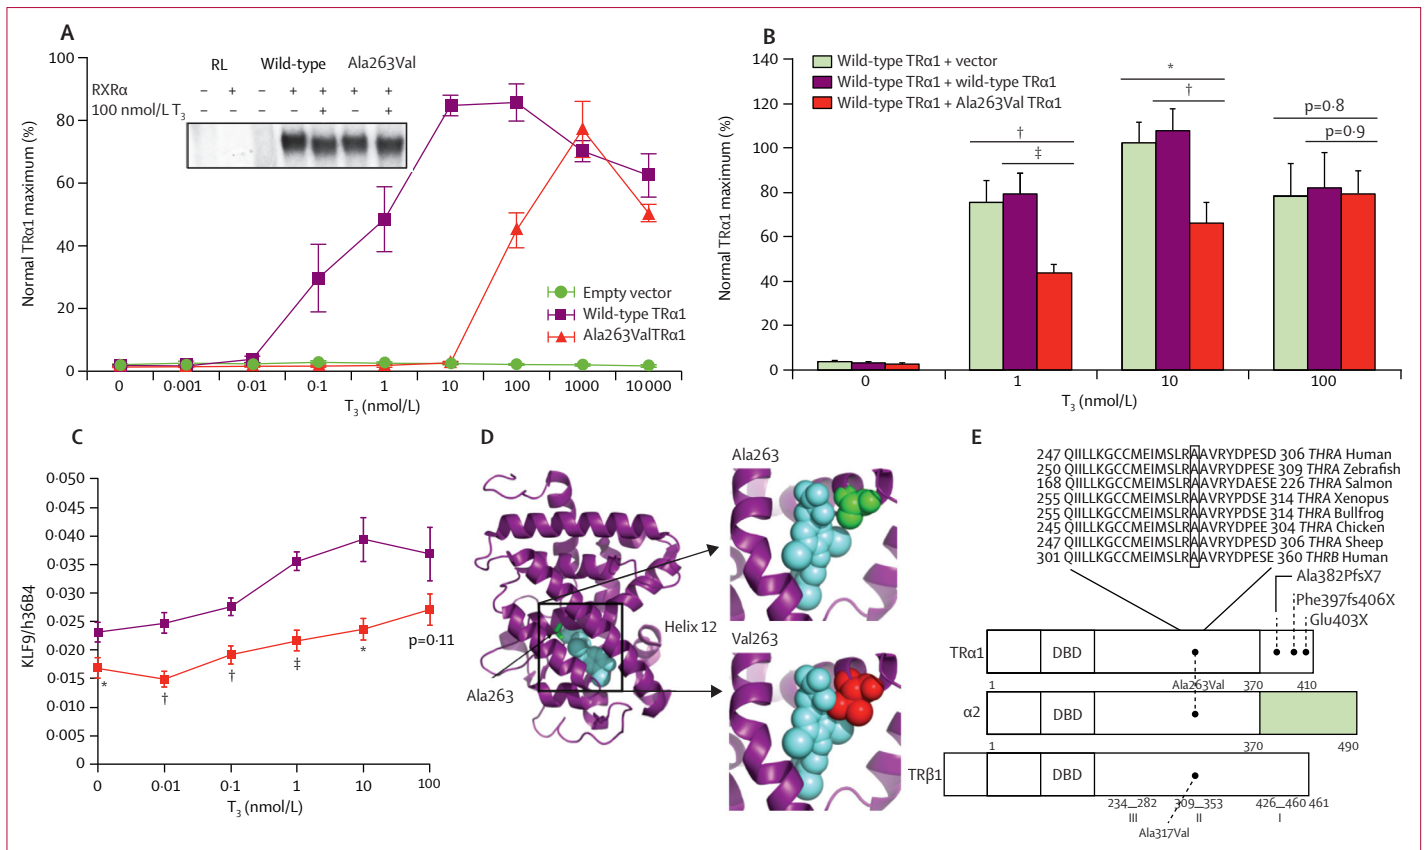 A
RL Wild-type Ala263Val
RXRα – + – + + + +
100 nmol/L T3 – – – – + – +
Normal TRα1 maximum (%)
100
80
60
40
20
0
Empty vector
Wild-type TRα1
Ala263ValTRα1
0 0·001 0·01 0·1 1 10 100 1000 10 000
T3 (nmol/L)
B
Wild-type TRα1 + vector
Wild-type TRα1 + wild-type TRα1
Wild-type TRα1 + Ala263Val TRα1
Normal TRα1 maximum (%)
140
120
100
80
60
40
20
0
†
‡
*
†
p=0·8
p=0·9
0 1 10 100
T3 (nmol/L)
C
KLF9/h36B4
0·050
0·045
0·040
0·035
0·030
0·025
0·020
0·015
0·010
0·005
0
* † † ‡ * p=0·11
0 0·01 0·1 1 10 100
T3 (nmol/L)
D
Ala263
Helix 12
Ala263
Val263
E
247 QIILLKGCCMEIMSLRAAVRYDPESD 306 THRA Human
250 QIILLKGCCMEIMSLRAAVRYDPESE 309 THRA Zebrafish
168 QIILLKGCCMEIMSLRAAVRYDAESE 226 THRA Salmon
255 QIILLKGCCMEIMSLRAAVRYPDSE 314 THRA Xenopus
255 QIILLKGCCMEIMSLRAAVRYPDSE 314 THRA Bullfrog
245 QIILLKGCCMEIMSLRAAVRYDPEE 304 THRA Chicken
247 QIILLKGCCMEIMSLRAAVRYDPESD 306 THRA Sheep
301 QIILLKGCCMEIMSLRAAVRYDPESE 360 THRB Human
Ala382PfsX7
Phe397fs406X
Glu403X
TRα1 DBD
1 Ala263Val 370 410
α2 DBD
1 370 490
TRβ1 DBD
234_282 309_353 426_460 461
III II I
Ala317Val